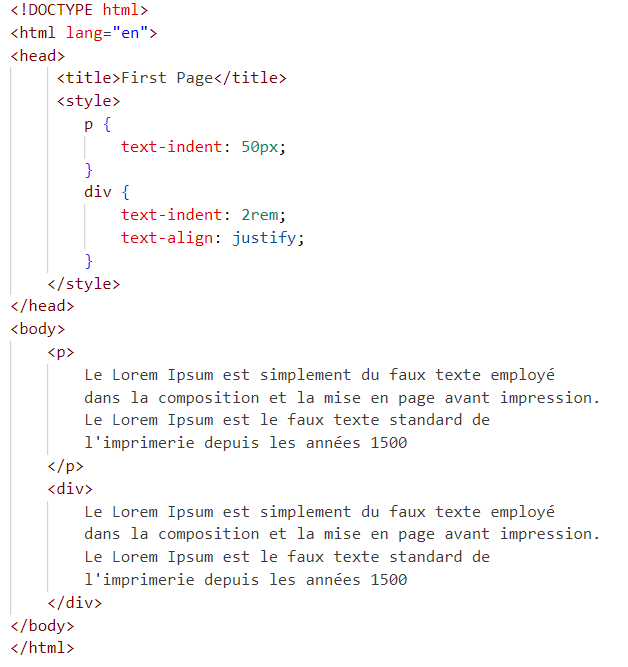 <!DOCTYPE html>
<html lang="en">
<head>
<title>First Page</title>
<style>
p {
text-indent: 50px;
}
div {
text-indent: 2rem;
text-align: justify;
}
</style>
</head>
<body>
<p>
Le Lorem Ipsum est simplement du faux texte employé
dans la composition et la mise en page avant impression.
Le Lorem Ipsum est le faux texte standard de
l'imprimerie depuis les années 1500
</p>
<div>
Le Lorem Ipsum est simplement du faux texte employé
dans la composition et la mise en page avant impression.
Le Lorem Ipsum est le faux texte standard de
l'imprimerie depuis les années 1500
</div>
</body>
</html>